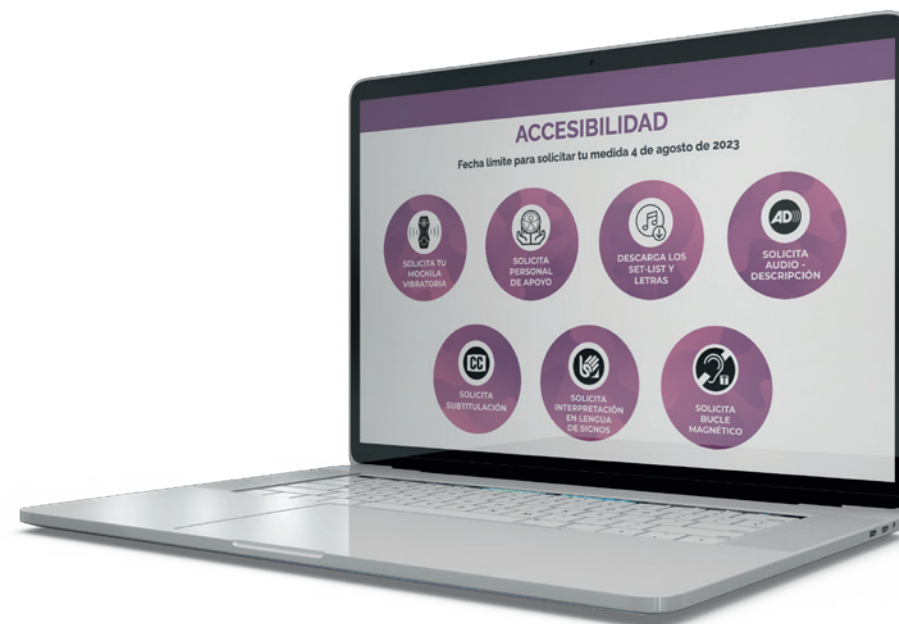 ACCESIBILIDAD
Fecha límite para solicitar tu medida 4 de agosto de 2023
SOLICITA TU
MOCHILA
VIBRATORIA
SOLICITA
PERSONAL
DE APOYO
DESCARGA LOS
SET-LIST Y
LETRAS
AD
SOLICITA
AUDIO -
DESCRIPCIÓN
CC
SOLICITA
SUBTITULACIÓN
SOLICITA
INTERPRETACIÓN
EN LENGUA
DE SIGNOS
T
SOLICITA
BUCLE
MAGNÉTICO